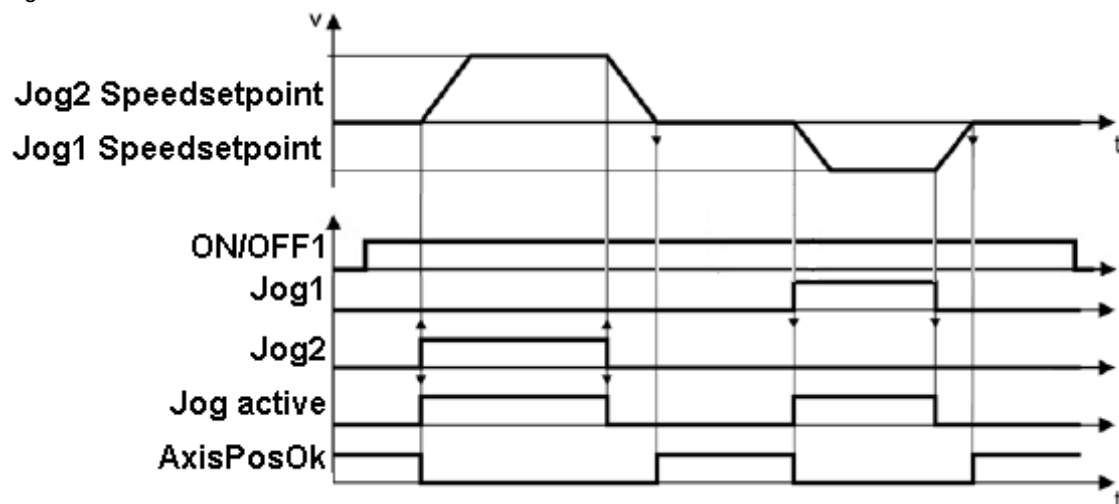 v
Jog2 Speedsetpoint
Jog1 Speedsetpoint
t
ON/OFF1
Jog1
Jog2
Jog active
AxisPosOk
t